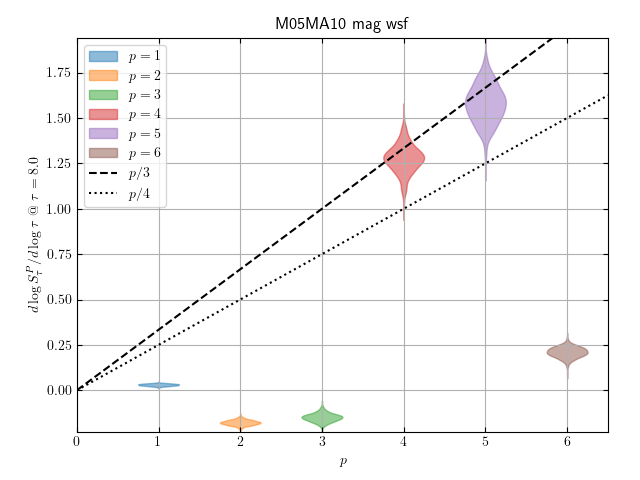 M05MA10 mag wsf
p = 1
p = 2
p = 3
p = 4
p = 5
p = 6
p/3
p/4
d log S_τ^P / d log τ @ τ = 8.0
1.75
1.50
1.25
1.00
0.75
0.50
0.25
0.00
0 1 2 3 4 5 6
p